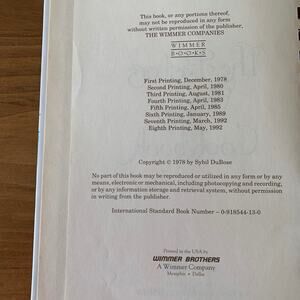 This book, or any portions thereof,
may not be reproduced in any form
without written permission of the publisher,
THE WIMMER COMPANIES
WIMMER
B·O·O·K·S
First Printing, December, 1978
Second Printing, April, 1980
Third Printing, August, 1981
Fourth Printing, April, 1983
Fifth Printing, April, 1985
Sixth Printing, January, 1989
Seventh Printing, March, 1992
Eighth Printing, May, 1992
Copyright © 1978 by Sybil DuBose
No part of this book may be reproduced or utilized in any form or by any
means, electronic or mechanical, including photocopying and recording,
or by any information storage and retrieval system, without permission
in writing from the publisher.
International Standard Book Number – 0-918544-13-0
Printed in the USA by
WIMMER BROTHERS
A Wimmer Company
Memphis · Dallas